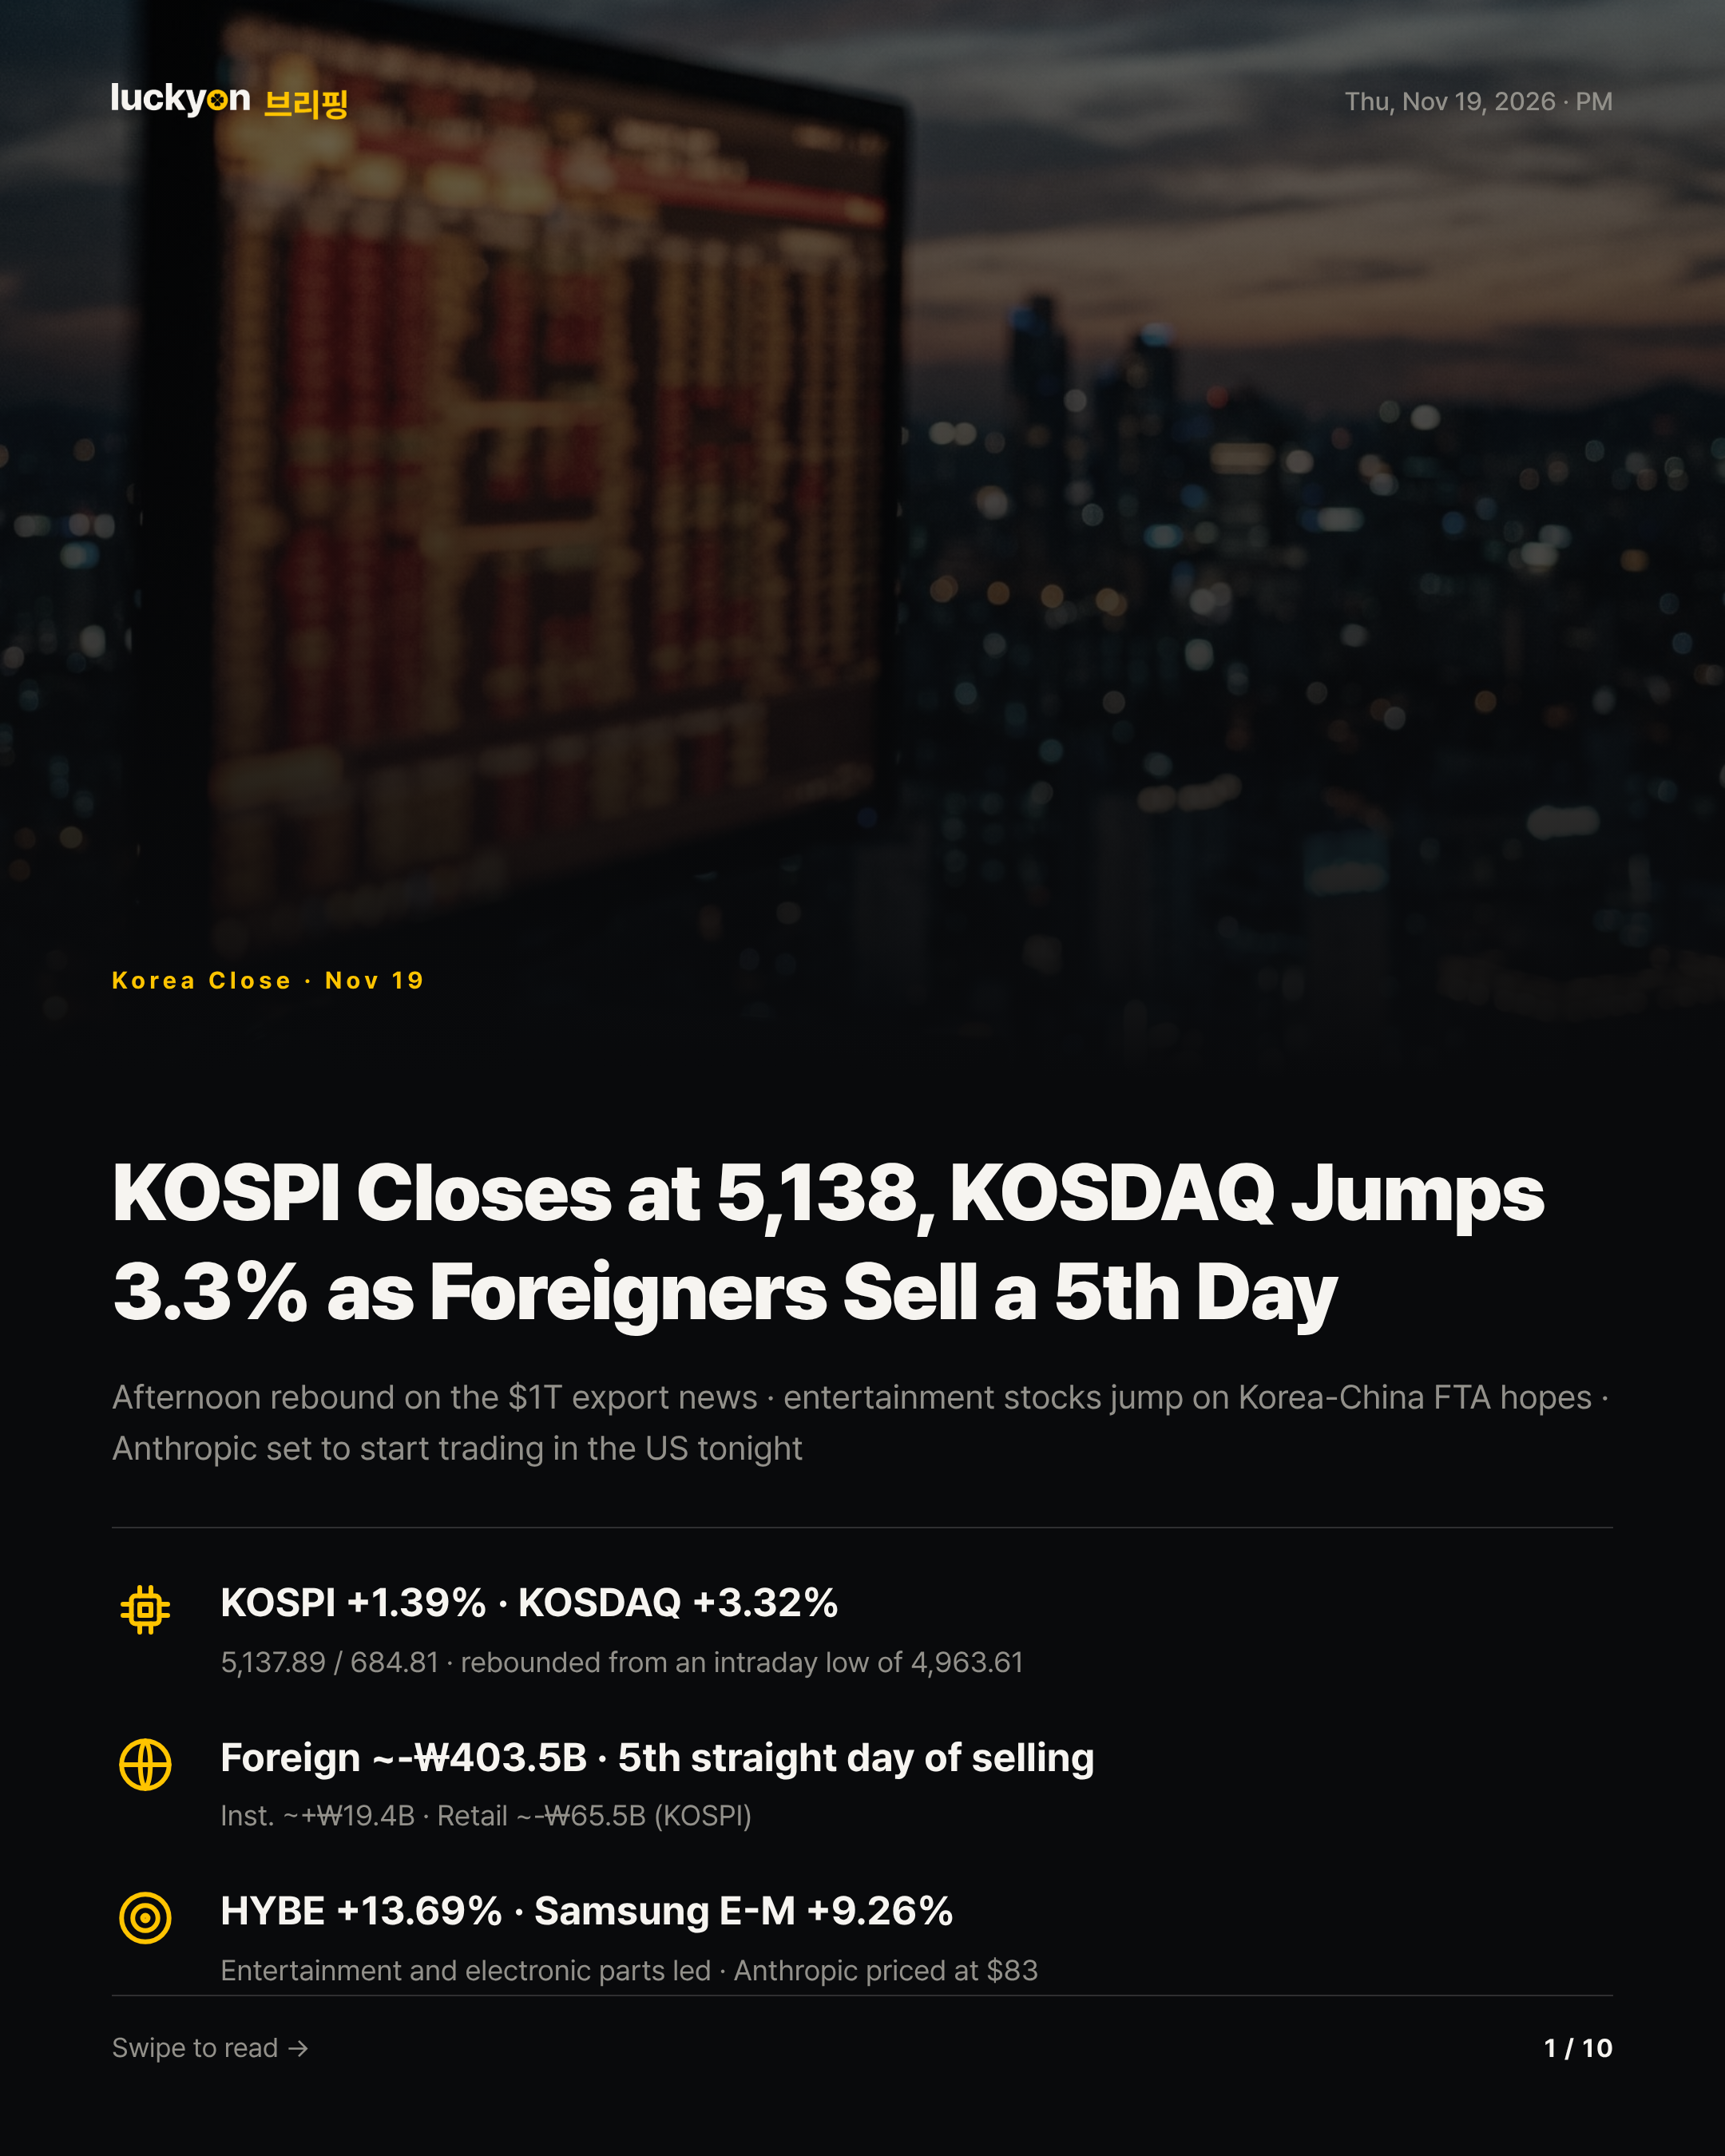 luckyon 브리핑
Thu, Nov 19, 2026 · PM
Korea Close · Nov 19
KOSPI Closes at 5,138, KOSDAQ Jumps
3.3% as Foreigners Sell a 5th Day
Afternoon rebound on the $1T export news · entertainment stocks jump on Korea-China FTA hopes ·
Anthropic set to start trading in the US tonight
KOSPI +1.39% · KOSDAQ +3.32%
5,137.89 / 684.81 · rebounded from an intraday low of 4,963.61
Foreign ~-₩403.5B · 5th straight day of selling
Inst. ~+₩19.4B · Retail ~-₩65.5B (KOSPI)
HYBE +13.69% · Samsung E-M +9.26%
Entertainment and electronic parts led · Anthropic priced at $83
Swipe to read →
1 / 10